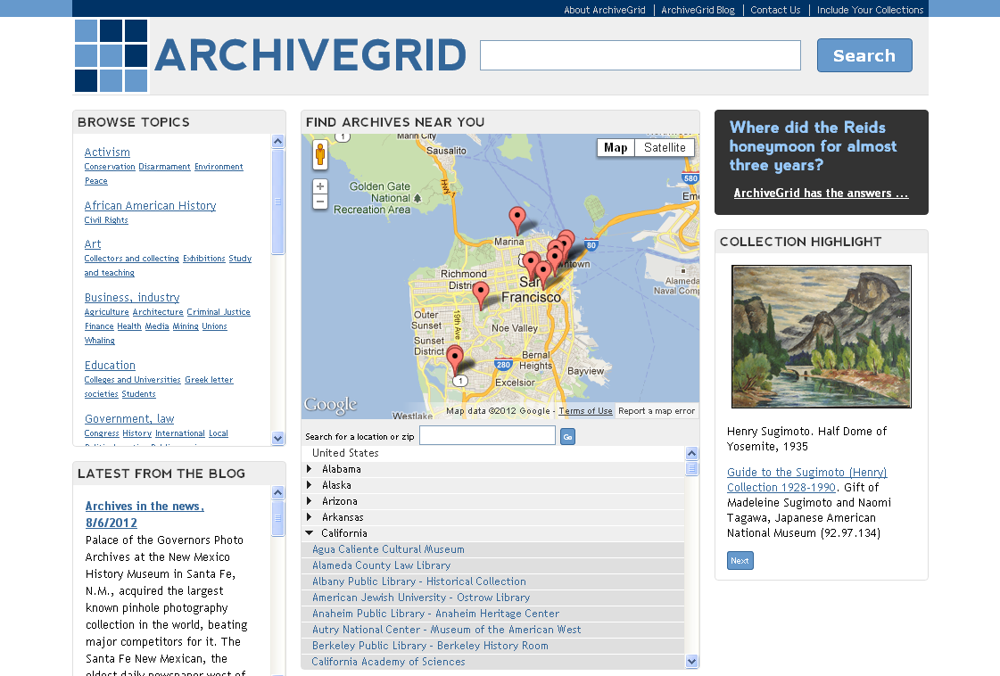 About ArchiveGrid | ArchiveGrid Blog | Contact Us | Include Your Collections
ARCHIVEGRID
Search
BROWSE TOPICS
Activism
Conservation Disarmament Environment
Peace
African American History
Civil Rights
Art
Collectors and collecting Exhibitions Study
and teaching
Business, industry
Agriculture Architecture Criminal Justice
Finance Health Media Mining Unions
Whaling
Education
Colleges and Universities Greek letter
societies Students
Government, law
Congress History International Local
LATEST FROM THE BLOG
Archives in the news,
8/6/2012
Palace of the Governors Photo
Archives at the New Mexico
History Museum in Santa Fe,
N.M., acquired the largest
known pinhole photography
collection in the world, beating
major competitors for it. The
Santa Fe New Mexican, the
oldest daily newspaper west of
FIND ARCHIVES NEAR YOU
1
Marin City
Sausalito
Map
Satellite
Hwy
580
Golden Gate
National
Recreation Area
Eme
Marina
80
Richmond
District
San
Francisco
Alameda
Naval Comp
Outer
Sunset
19th Ave
Noe Valley
Sunset
District
280
Bernal
Heights
Bayview
1
Excelsior
Google
Westlake
Map data ©2012 Google - Terms of Use Report a map error
Search for a location or zip
Go
United States
Alabama
Alaska
Arizona
Arkansas
California
Agua Caliente Cultural Museum
Alameda County Law Library
Albany Public Library - Historical Collection
American Jewish University - Ostrow Library
Anaheim Public Library - Anaheim Heritage Center
Autry National Center - Museum of the American West
Berkeley Public Library - Berkeley History Room
California Academy of Sciences
Where did the Reids
honeymoon for almost
three years?
ArchiveGrid has the answers ...
COLLECTION HIGHLIGHT
Henry Sugimoto. Half Dome of
Yosemite, 1935
Guide to the Sugimoto (Henry)
Collection 1928-1990. Gift of
Madeleine Sugimoto and Naomi
Tagawa, Japanese American
National Museum (92.97.134)
Next